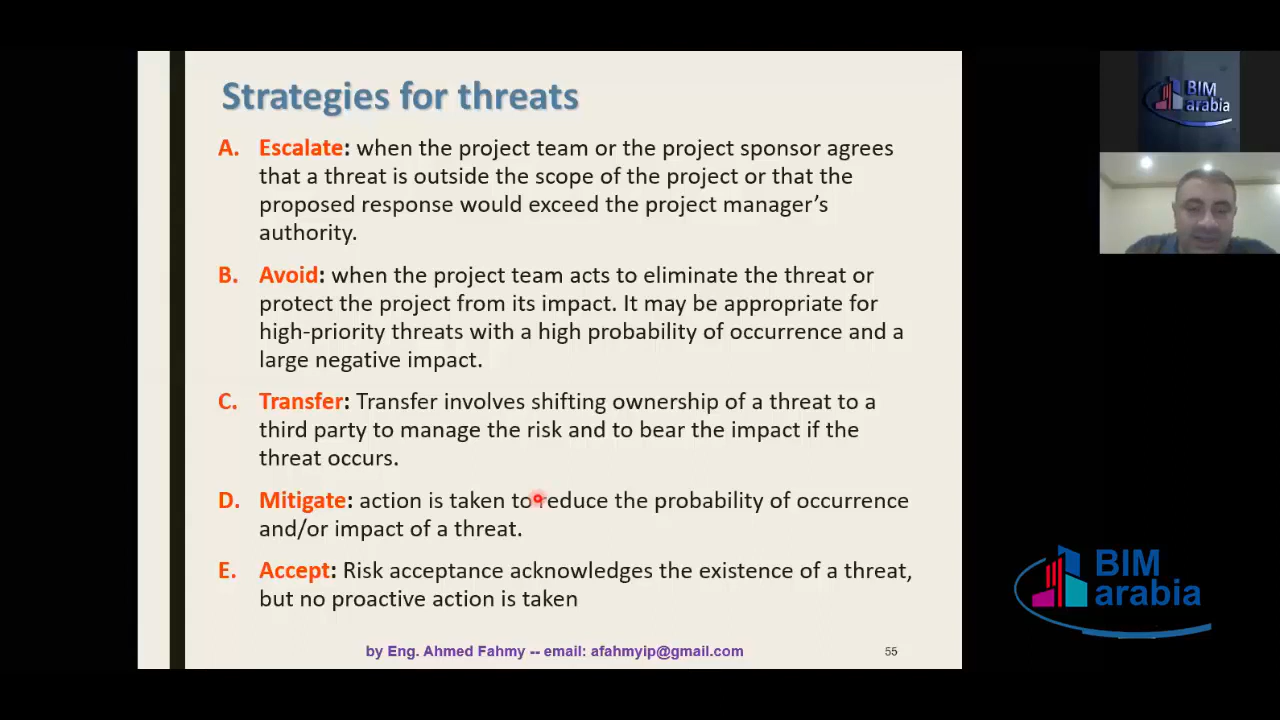 Strategies for threats
A. Escalate: when the project team or the project sponsor agrees
that a threat is outside the scope of the project or that the
proposed response would exceed the project manager’s
authority.
B. Avoid: when the project team acts to eliminate the threat or
protect the project from its impact. It may be appropriate for
high-priority threats with a high probability of occurrence and a
large negative impact.
C. Transfer: Transfer involves shifting ownership of a threat to a
third party to manage the risk and to bear the impact if the
threat occurs.
D. Mitigate: action is taken to reduce the probability of occurrence
and/or impact of a threat.
E. Accept: Risk acceptance acknowledges the existence of a threat,
but no proactive action is taken
by Eng. Ahmed Fahmy -- email: afahmyip@gmail.com
55
BIM
arabia
BIM
arabia